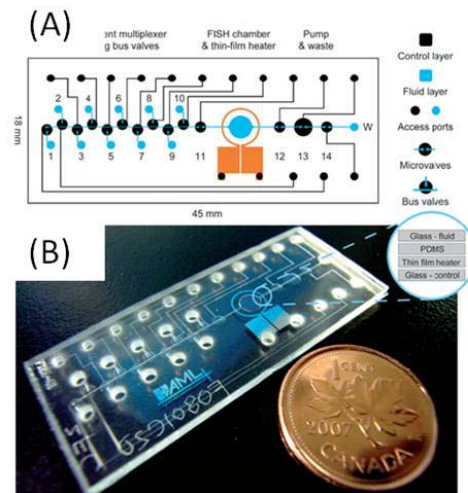 (A)
ent multiplexer
g bus valves
FISH chamber
& thin-film heater
Pump
& waste
Control layer
Fluid layer
Access ports
Microvalves
Bus valves
2 4 6 8 10
W
1 3 5 7 9 11 12 13 14
18 mm
45 mm
(B)
Glass - fluid
PDMS
Thin film heater
Glass - control
AML
1 CENT
2007
CANADA